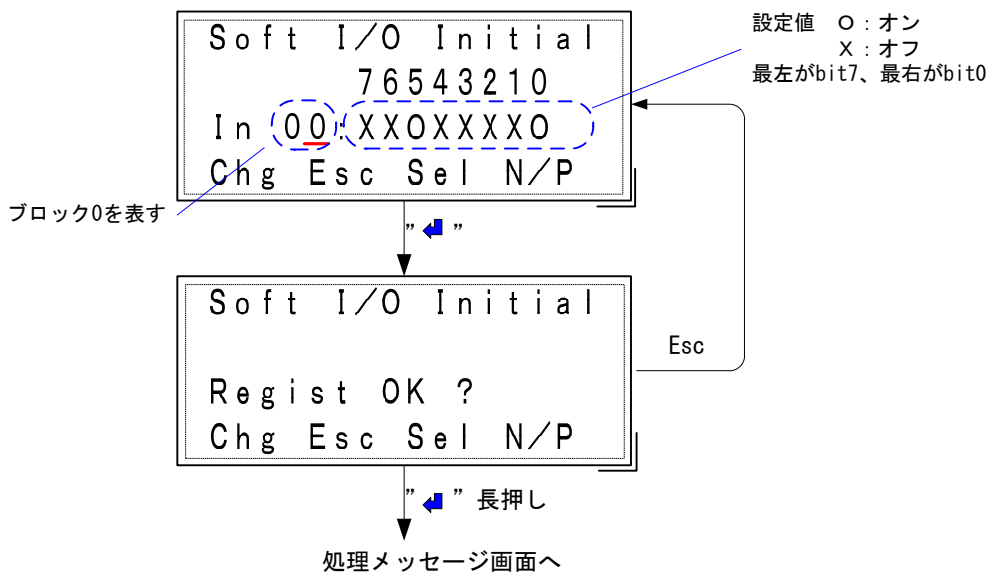 Soft I/O Initial
76543210
In 00:XXOXXXXO
Chg Esc Sel N/P
設定値 O:オン
X:オフ
最左がbit7、最右がbit0
ブロック0を表す
" "
Soft I/O Initial
Regist OK ?
Chg Esc Sel N/P
Esc
" "長押し
処理メッセージ画面へ